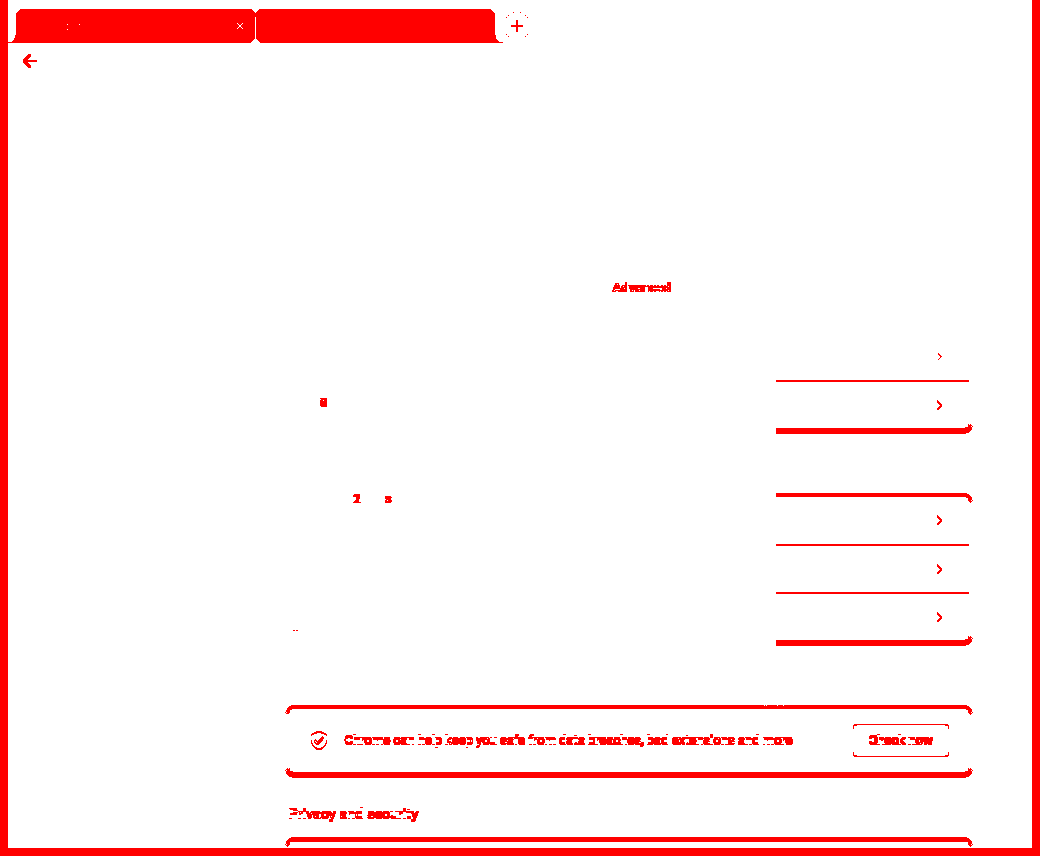 Advanced
Chrome can help keep you safe from data breaches, bad extensions and more
Check now
Privacy and security